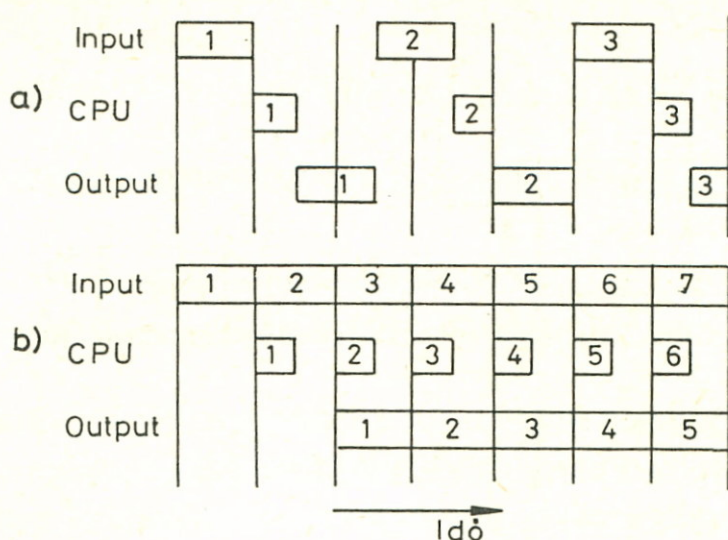 Input 1 2 3
a) CPU 1 2 3
Output 1 2 3
Input 1 2 3 4 5 6 7
b) CPU 1 2 3 4 5 6
Output 1 2 3 4 5
Idő